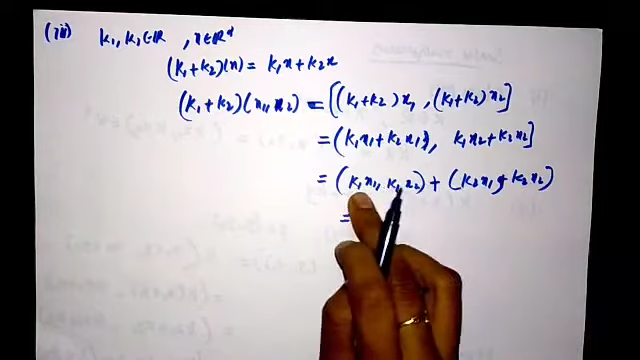 (iii) k₁, k₂ ∈ ℝ , x ∈ ℝ²
(k₁+k₂)(x) = k₁x + k₂x
(k₁+k₂)(x₁, x₂) = [(k₁+k₂)x₁, (k₁+k₂)x₂]
= (k₁x₁ + k₂x₁), k₁x₂ + k₂x₂]
= (k₁x₁, k₁x₂) + (k₂x₁, k₂x₂)
=